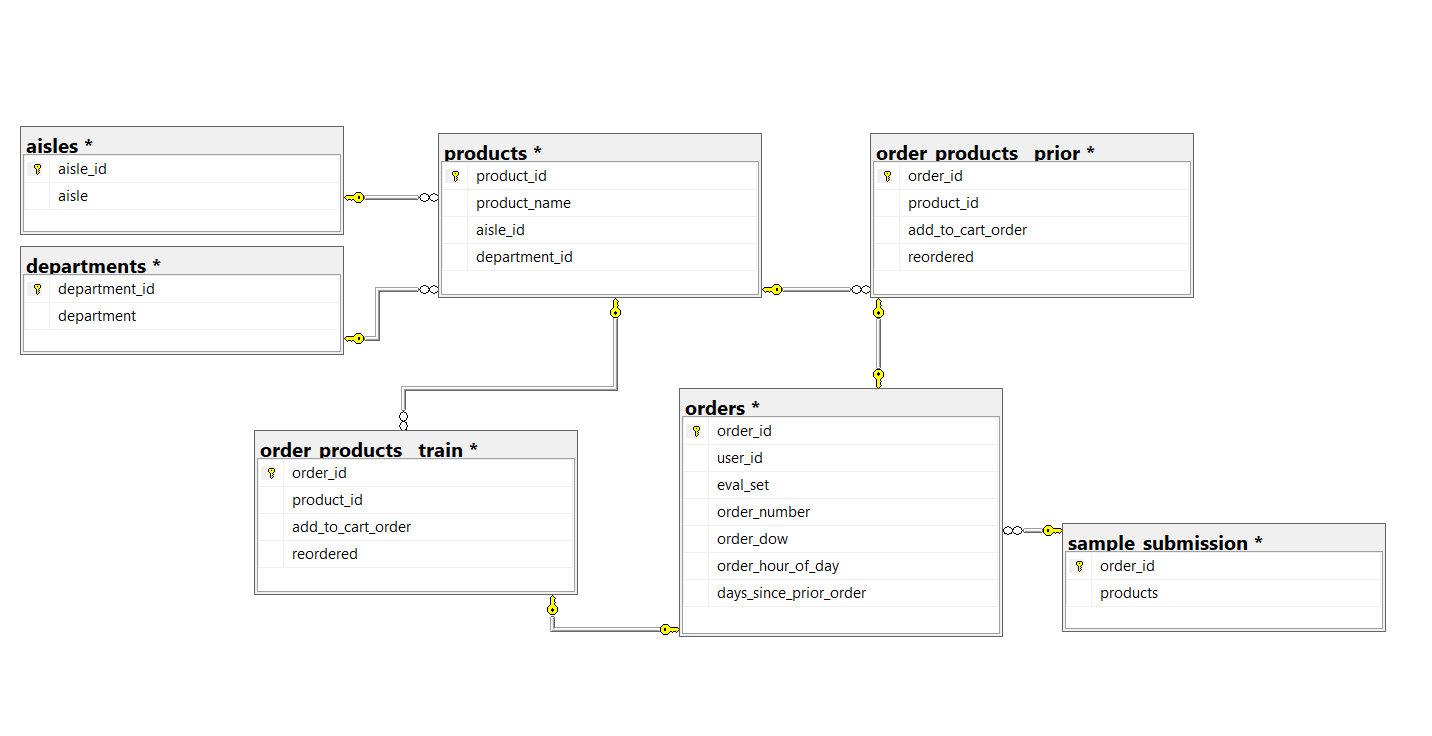 aisles *
aisle_id
aisle
departments *
department_id
department
products *
product_id
product_name
aisle_id
department_id
order_products__prior *
order_id
product_id
add_to_cart_order
reordered
order_products__train *
order_id
product_id
add_to_cart_order
reordered
orders *
order_id
user_id
eval_set
order_number
order_dow
order_hour_of_day
days_since_prior_order
sample_submission *
order_id
products